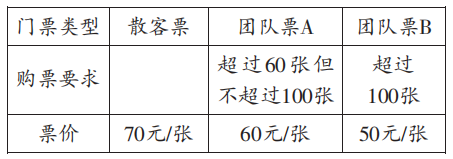 门票类型 散客票 团队票A 团队票B
购票要求 超过60张但不超过100张 超过100张
票价 70元/张 60元/张 50元/张